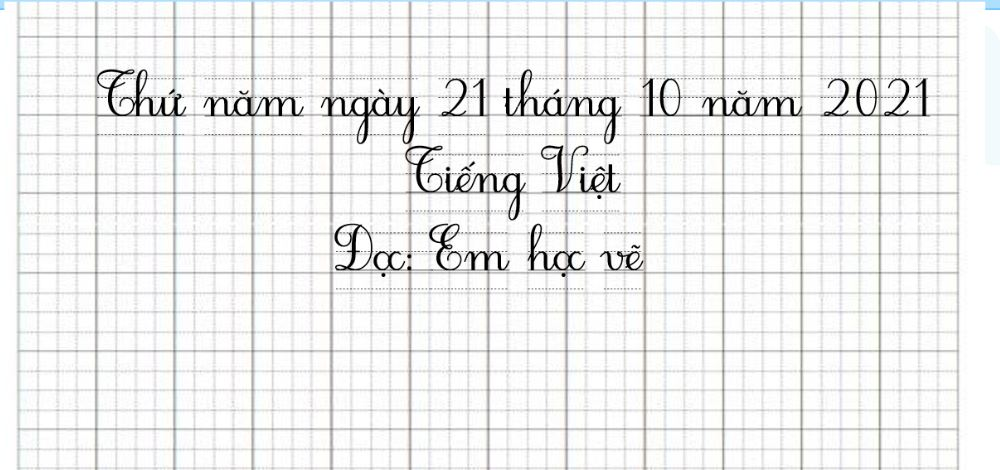 Thứ năm ngày 21 tháng 10 năm 2021
Tiếng Việt
Đọc: Em học vẽ